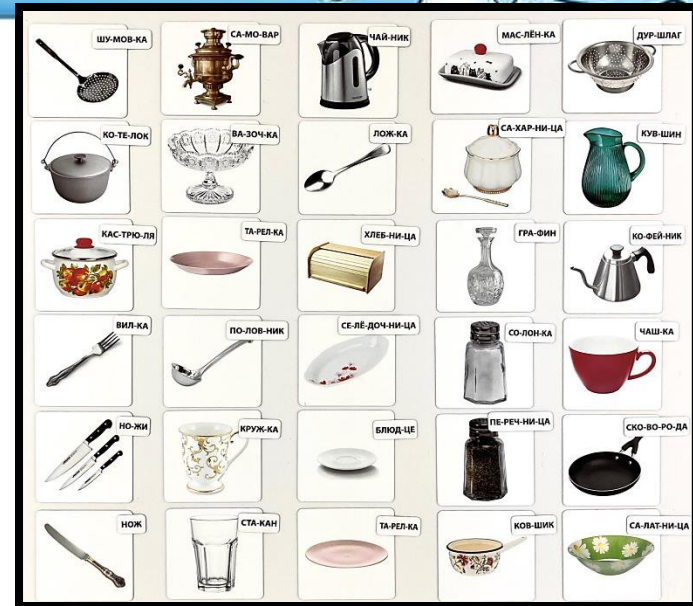 ШУ-МОВ-КА
СА-МО-ВАР
ЧАЙ-НИК
МАС-ЛЁН-КА
ДУР-ШЛАГ
КО-ТЕ-ЛОК
ВА-ЗОЧ-КА
ЛОЖ-КА
СА-ХАР-НИ-ЦА
КУВ-ШИН
КАС-ТРЮ-ЛЯ
ТА-РЕЛ-КА
ХЛЕБ-НИ-ЦА
ГРА-ФИН
КО-ФЕЙ-НИК
ВИЛ-КА
ПО-ЛОВ-НИК
СЕ-ЛЁ-ДОЧ-НИ-ЦА
СО-ЛОН-КА
ЧАШ-КА
НО-ЖИ
КРУЖ-КА
БЛЮД-ЦЕ
ПЕ-РЕЧ-НИ-ЦА
СКО-ВО-РО-ДА
НОЖ
СТА-КАН
ТА-РЕЛ-КА
КОВ-ШИК
СА-ЛАТ-НИ-ЦА